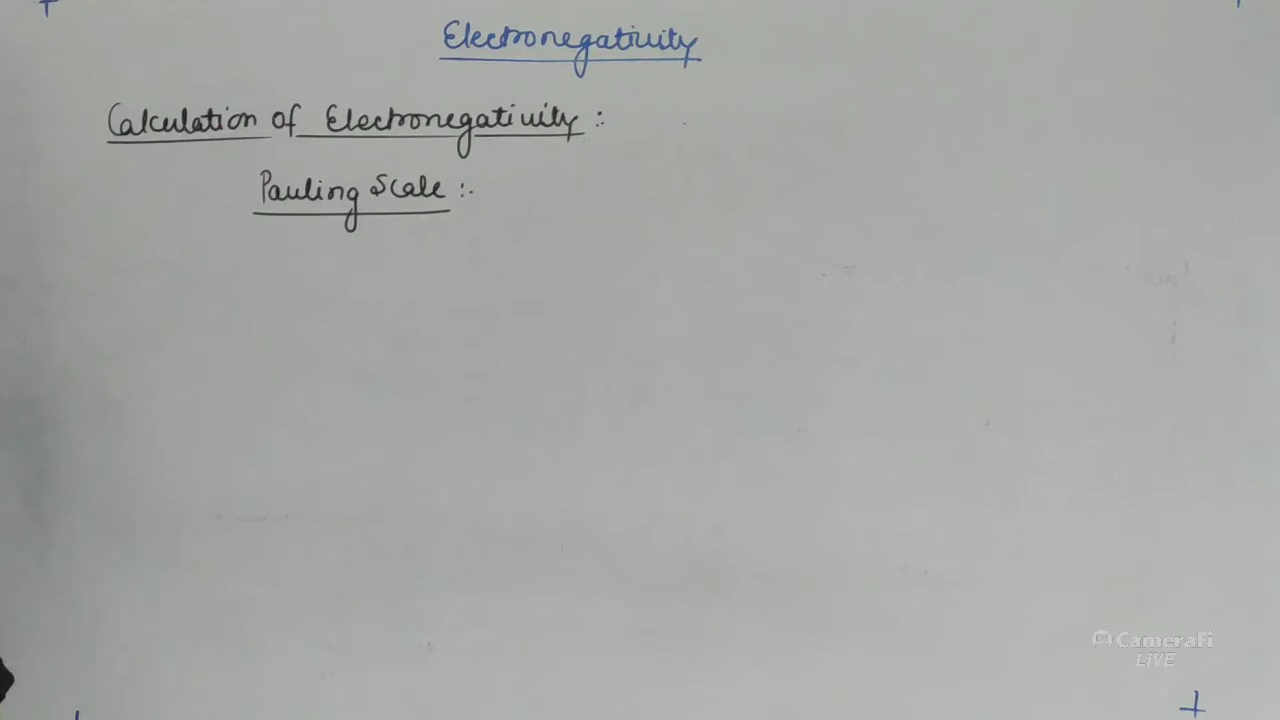 Electronegativity
Calculation of Electronegativity :
Pauling Scale :.
CameraFi
LIVE